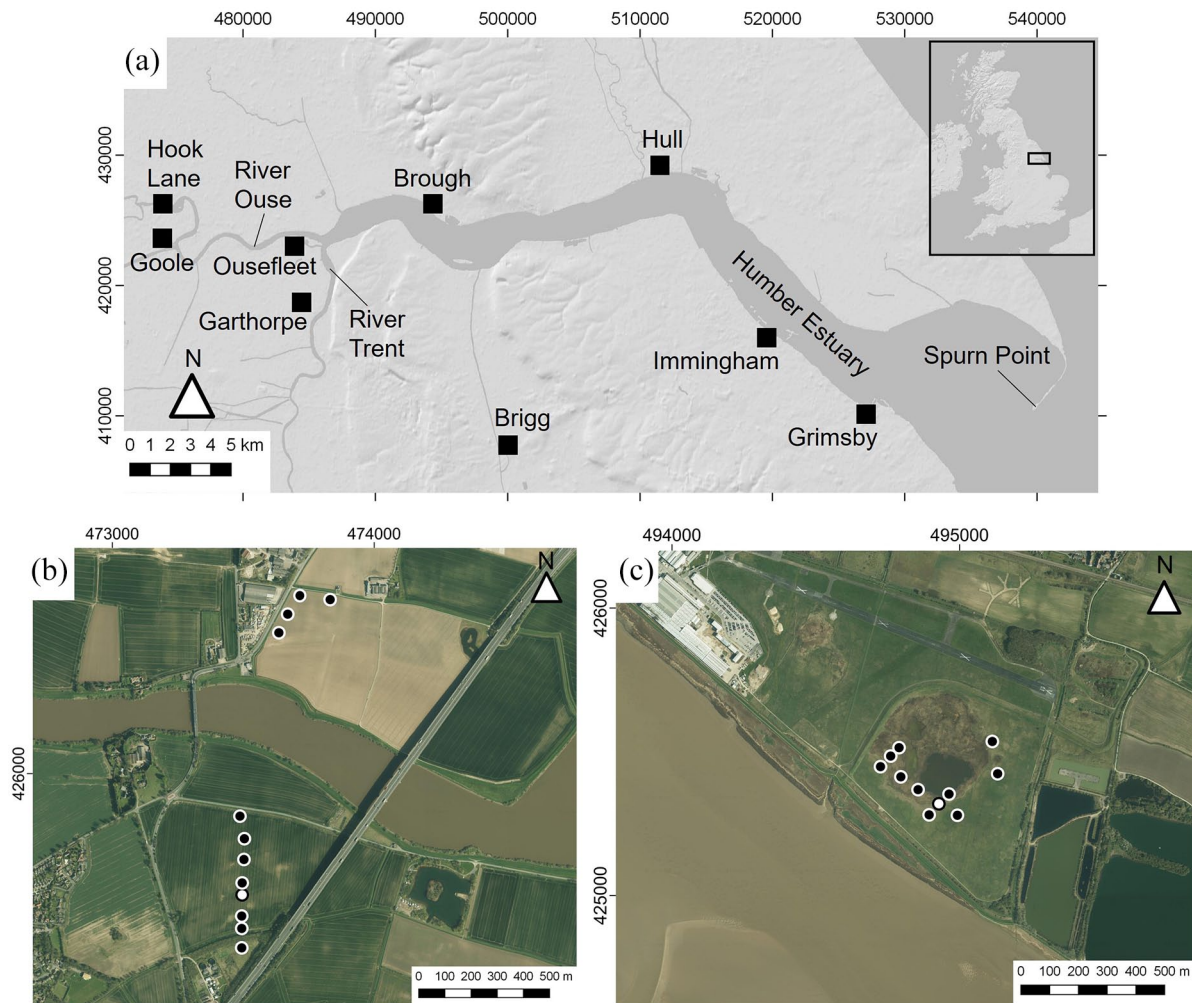 480000 490000 500000 510000 520000 530000 540000
(a)
430000
420000
410000
Hook
Lane
River
Ouse
Brough
Hull
Goole
Ousefleet
Garthorpe
River
Trent
Humber Estuary
Immingham
Spurn Point
Grimsby
Brigg
N
0 1 2 3 4 5 km
473000 474000
(b)
N
426000
0 100 200 300 400 500 m
494000 495000
(c)
N
426000
425000
0 100 200 300 400 500 m